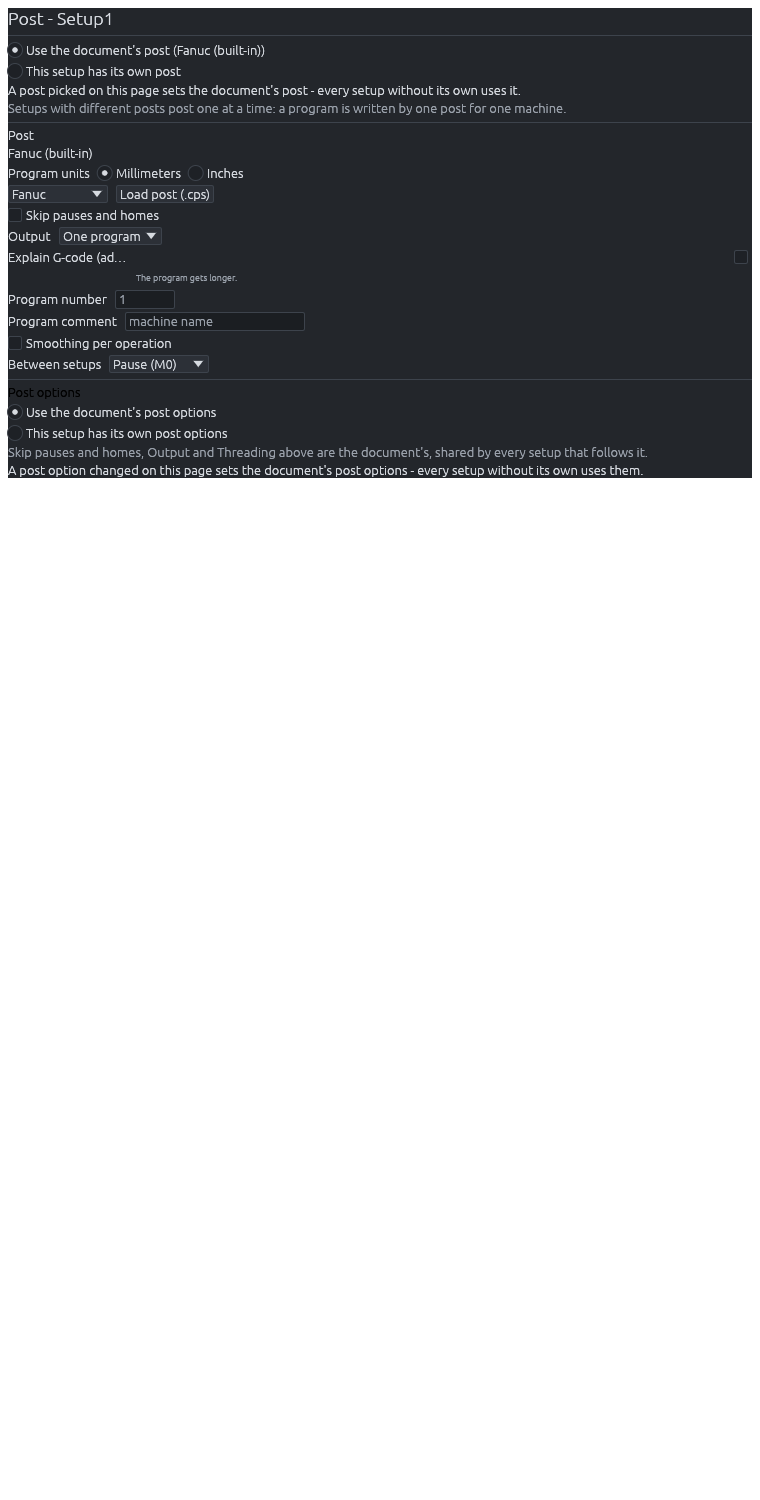 Post - Setup1
Use the document's post (Fanuc (built-in))
This setup has its own post
A post picked on this page sets the document's post - every setup without its own uses it.
Setups with different posts post one at a time: a program is written by one post for one machine.
Post
Fanuc (built-in)
Program units Millimeters Inches
Fanuc Load post (.cps)
Skip pauses and homes
Output One program
Explain G-code (ad…
The program gets longer.
Program number 1
Program comment machine name
Smoothing per operation
Between setups Pause (M0)
Post options
Use the document's post options
This setup has its own post options
Skip pauses and homes, Output and Threading above are the document's, shared by every setup that follows it.
A post option changed on this page sets the document's post options - every setup without its own uses them.